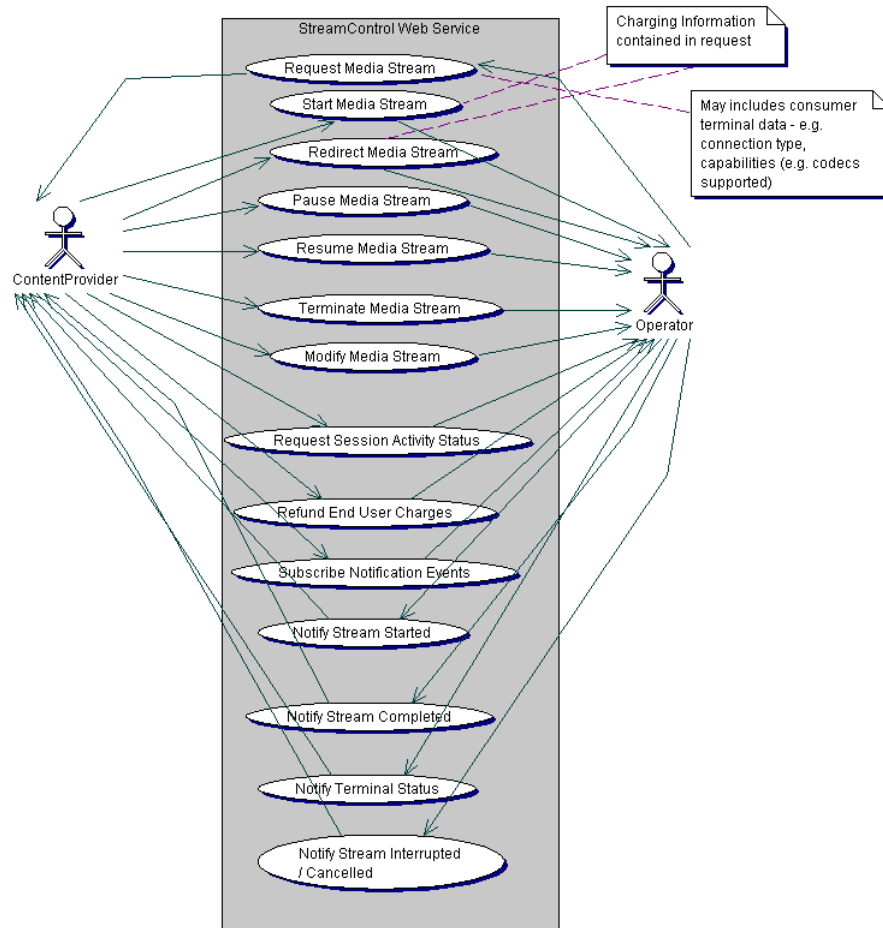 StreamControl Web Service
Charging Information
contained in request
Request Media Stream
Start Media Stream
May includes consumer
terminal data - e.g.
connection type,
capabilities (e.g. codecs
supported)
Redirect Media Stream
Pause Media Stream
Resume Media Stream
ContentProvider
Terminate Media Stream
Operator
Modify Media Stream
Request Session Activity Status
Refund End User Charges
Subscribe Notification Events
Notify Stream Started
Notify Stream Completed
Notify Terminal Status
Notify Stream Interrupted
/ Cancelled